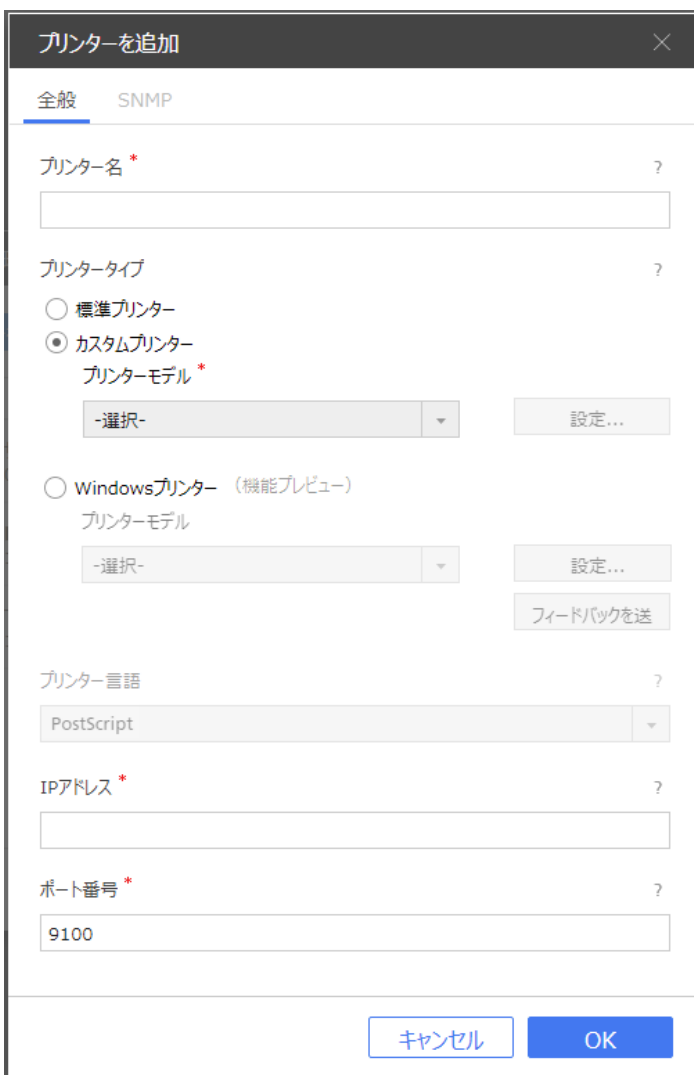 プリンターを追加
全般 SNMP
プリンター名 * ?
プリンタータイプ ?
標準プリンター
カスタムプリンター
プリンターモデル *
-選択- 設定...
Windowsプリンター (機能プレビュー)
プリンターモデル
-選択- 設定...
フィードバックを送
プリンター言語 ?
PostScript
IPアドレス * ?
ポート番号 * ?
9100
キャンセル OK